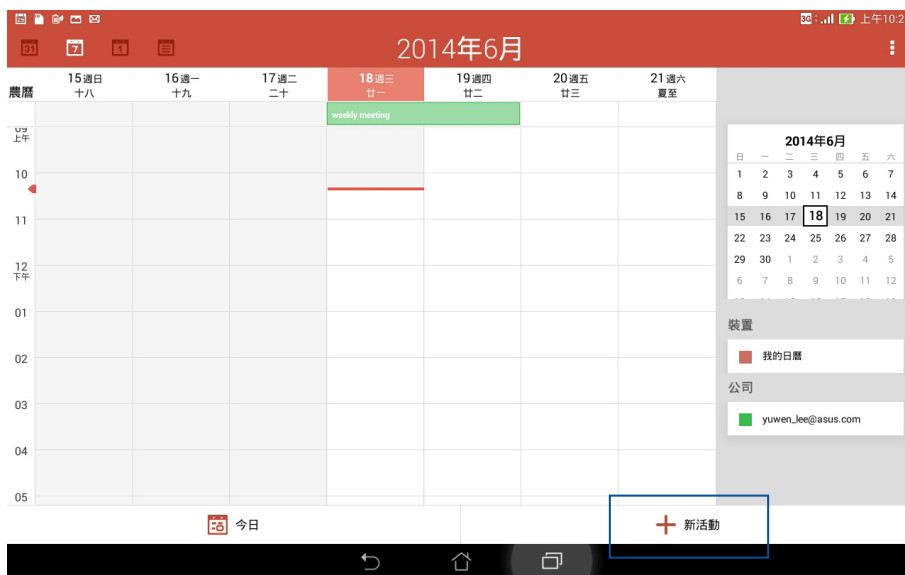 3G 上午10:2
31 7 1 2014年6月
農曆 15週日 16週一 17週二 18週三 19週四 20週五 21週六
十八 十九 二十 廿一 廿二 廿三 夏至
weekly meeting
09
上午
10
11
12
下午
01
02
03
04
05
2014年6月
日 一 二 三 四 五 六
1 2 3 4 5 6 7
8 9 10 11 12 13 14
15 16 17 18 19 20 21
22 23 24 25 26 27 28
29 30 1 2 3 4 5
6 7 8 9 10 11 12
裝置
我的日曆
公司
yuwen_lee@asus.com
今日 新活動